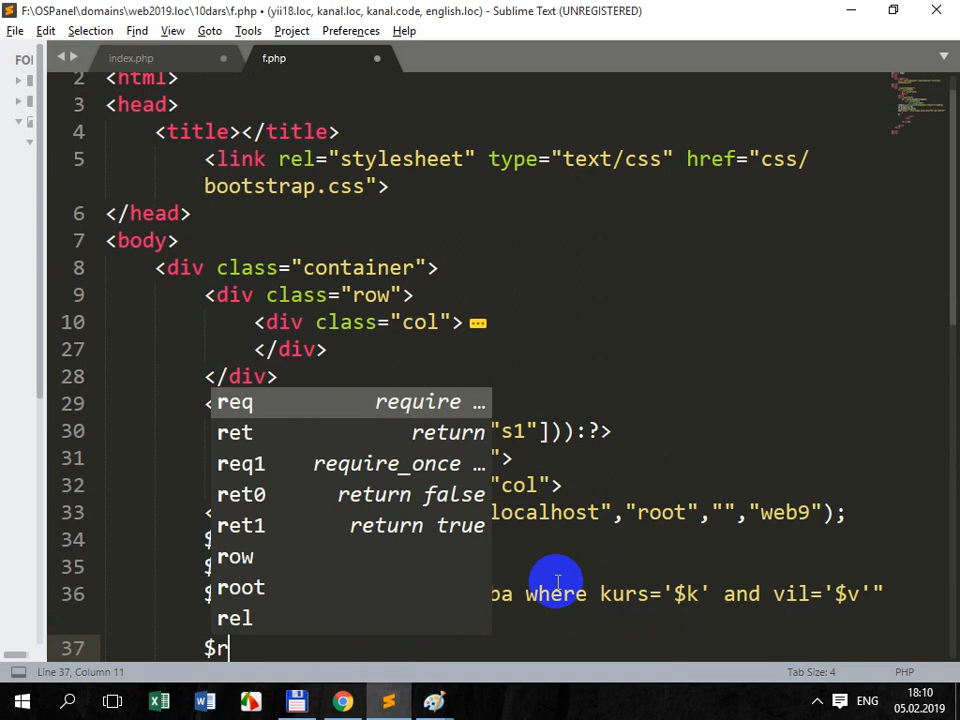 F:\OSPanel\domains\web2019.loc\10dars\f.php • (yii18.loc, kanal.loc, kanal.code, english.loc) - Sublime Text (UNREGISTERED)
File Edit Selection Find View Goto Tools Project Preferences Help
FO
index.php
f.php
2 <html>
3 <head>
4 <title></title>
5 <link rel="stylesheet" type="text/css" href="css/
bootstrap.css">
6 </head>
7 <body>
8 <div class="container">
9 <div class="row">
10 <div class="col">
27 </div>
28 </div>
29 <
30 "s1"])):?>
31 ">
32 "col">
33 < localhost","root","","web9");
34 $
35 $
36 $ ba where kurs='$k' and vil='$v'"
37 $r
req require …
ret return
req1 require_once …
ret0 return false
ret1 return true
row
root
rel
Line 37, Column 11
Tab Size: 4
PHP
ENG
18:10
05.02.2019